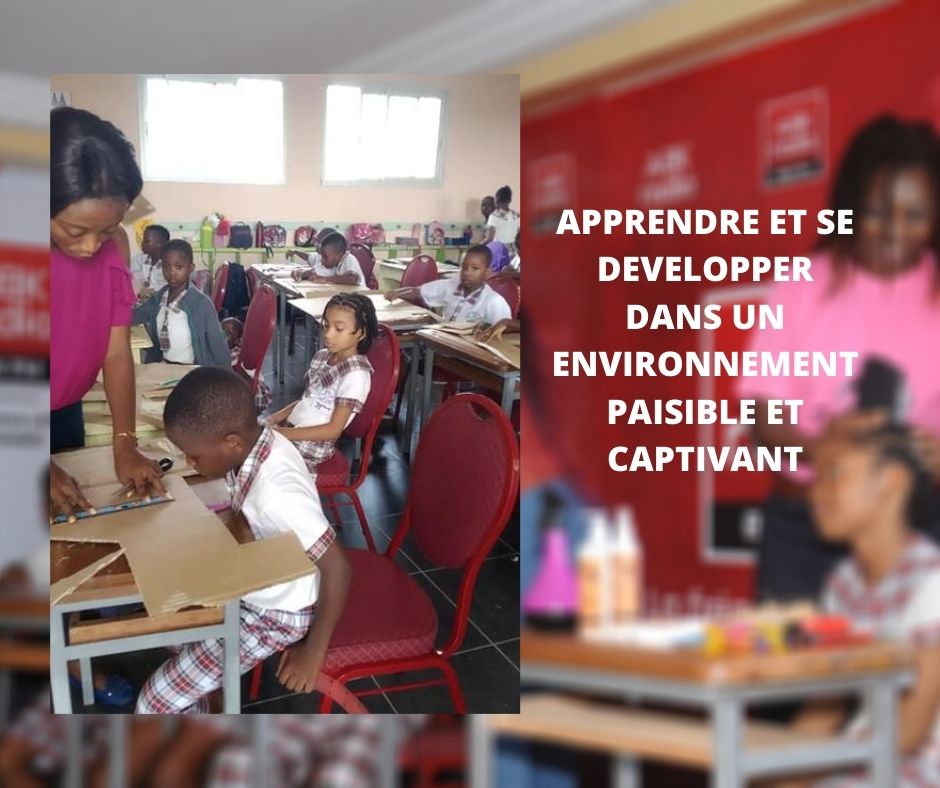 APPRENDRE ET SE
DEVELOPPER
DANS UN
ENVIRONNEMENT
PAISIBLE ET
CAPTIVANT